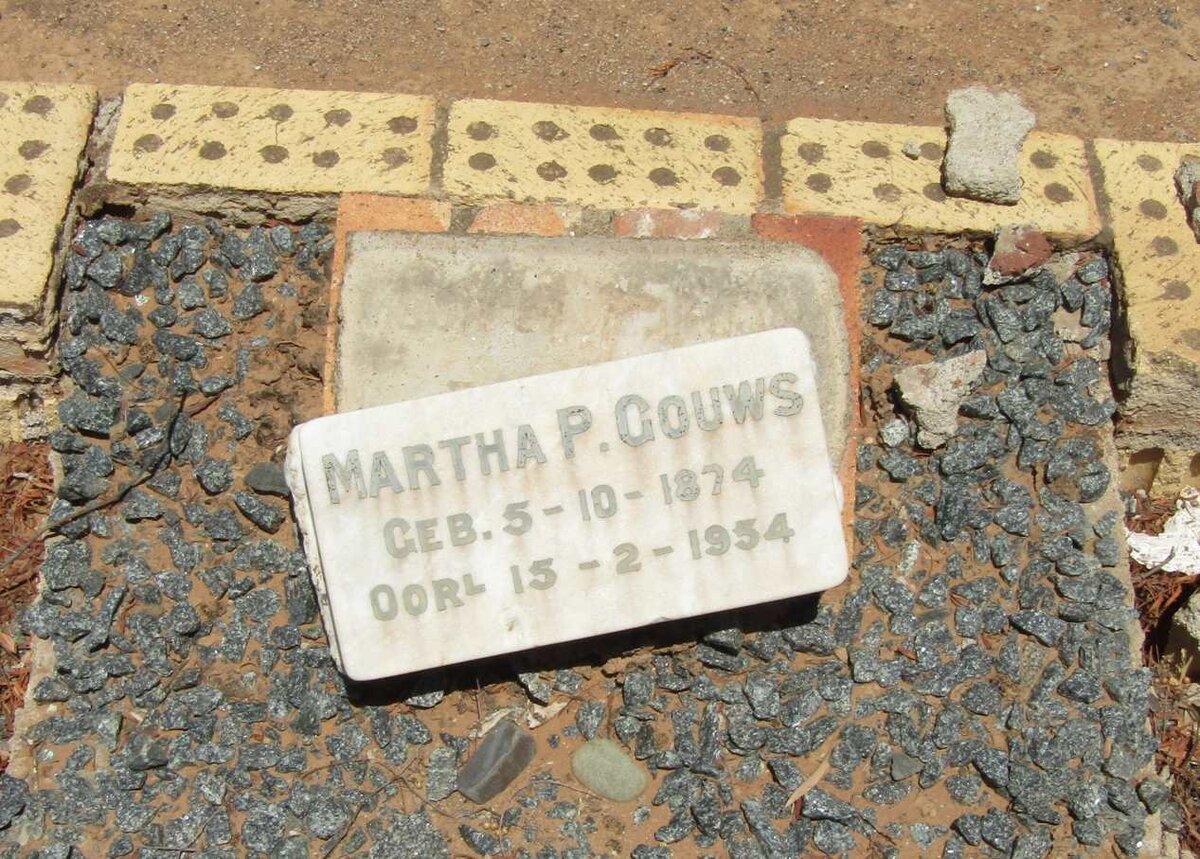 MARTHA P. GOUWS
GEB. 5-10-1874
OORL 15-2-1954